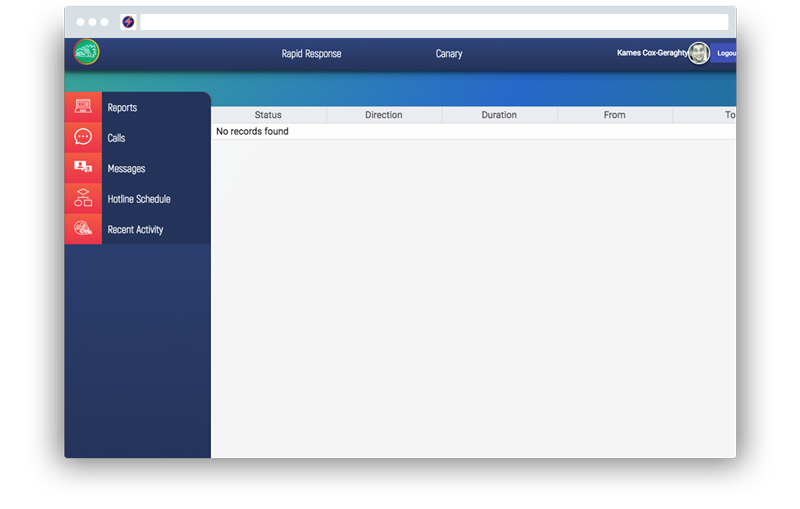 Rapid Response Canary Kames Cox-Geraghty Logou
Reports
Calls
Messages
Hotline Schedule
Recent Activity
Status Direction Duration From To
No records found